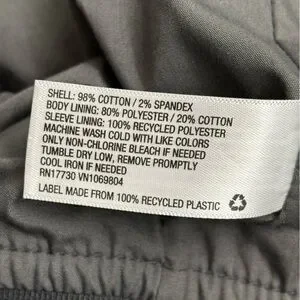 SHELL: 98% COTTON / 2% SPANDEX
BODY LINING: 80% POLYESTER / 20% COTTON
SLEEVE LINING: 100% RECYCLED POLYESTER
MACHINE WASH COLD WITH LIKE COLORS
ONLY NON-CHLORINE BLEACH IF NEEDED
TUMBLE DRY LOW, REMOVE PROMPTLY
COOL IRON IF NEEDED
RN17730 VN1069804
LABEL MADE FROM 100% RECYCLED PLASTIC